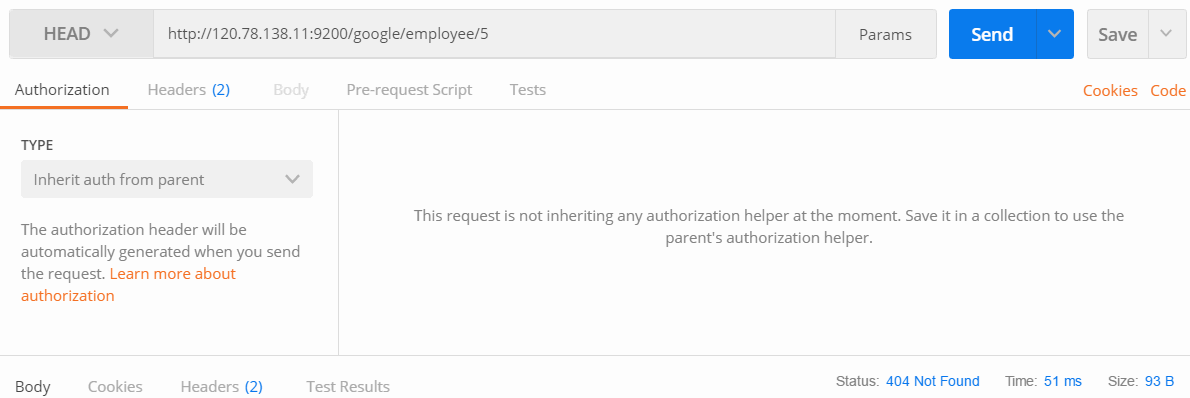 HEAD http://120.78.138.11:9200/google/employee/5 Params Send Save
Authorization Headers (2) Body Pre-request Script Tests Cookies Code
TYPE
Inherit auth from parent
The authorization header will be
automatically generated when you send
the request. Learn more about
authorization
This request is not inheriting any authorization helper at the moment. Save it in a collection to use the
parent's authorization helper.
Body Cookies Headers (2) Test Results Status: 404 Not Found Time: 51 ms Size: 93 B